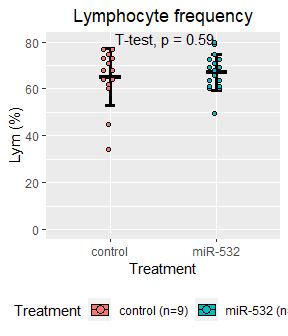 Lymphocyte frequency
T-test, p = 0.59
80
60
40
20
0
Lym (%)
control
miR-532
Treatment
Treatment control (n=9) miR-532 (n